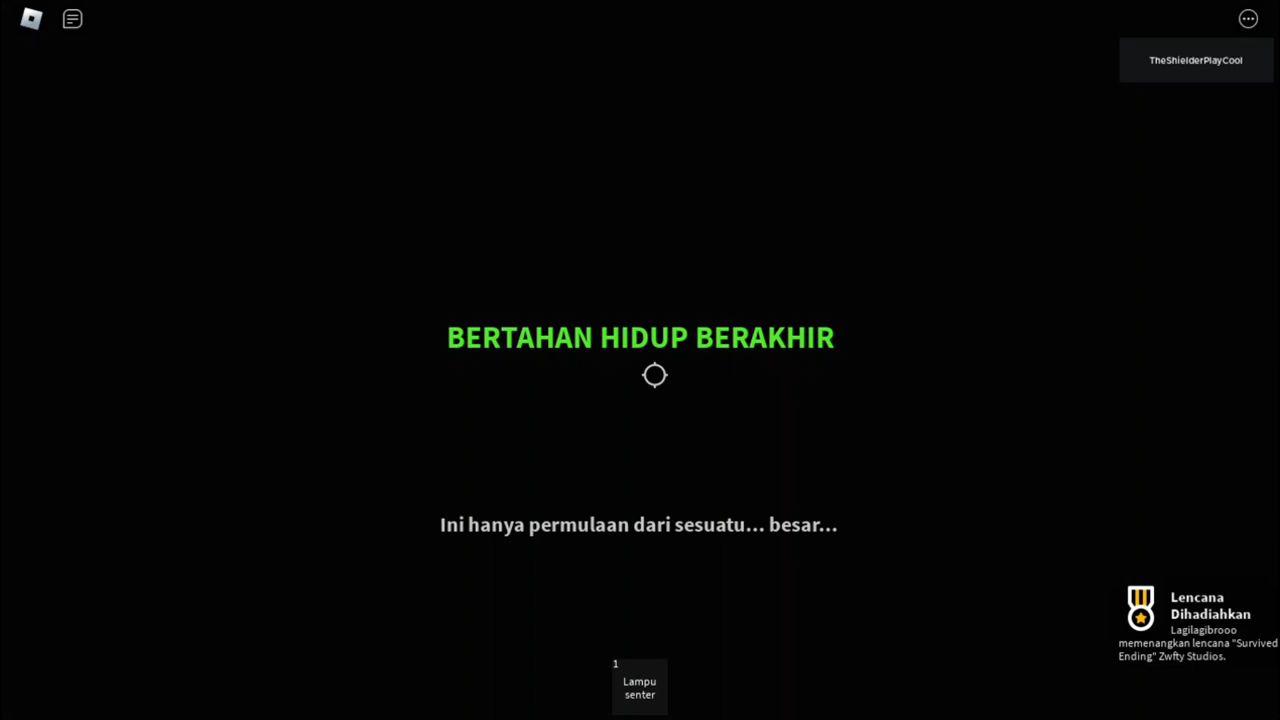 TheShielderPlayCool
BERTAHAN HIDUP BERAKHIR
Ini hanya permulaan dari sesuatu... besar...
Lencana
Dihadiahkan
Lagilagibrooo
memenangkan lencana "Survived
Ending" Zwfty Studios.
1
Lampu
senter